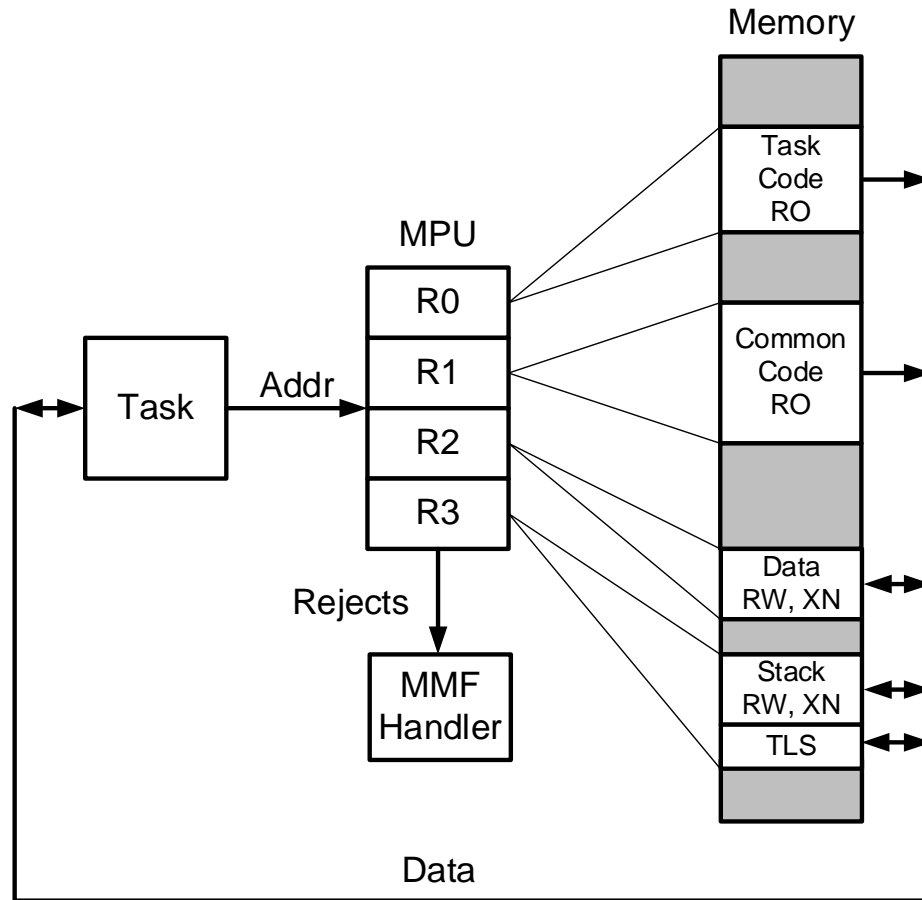 Memory
Task
Code
RO
MPU
R0
Common
Code
RO
R1
Addr
Task
R2
R3
Data
RW, XN
Rejects
Stack
RW, XN
MMF
Handler
TLS
Data